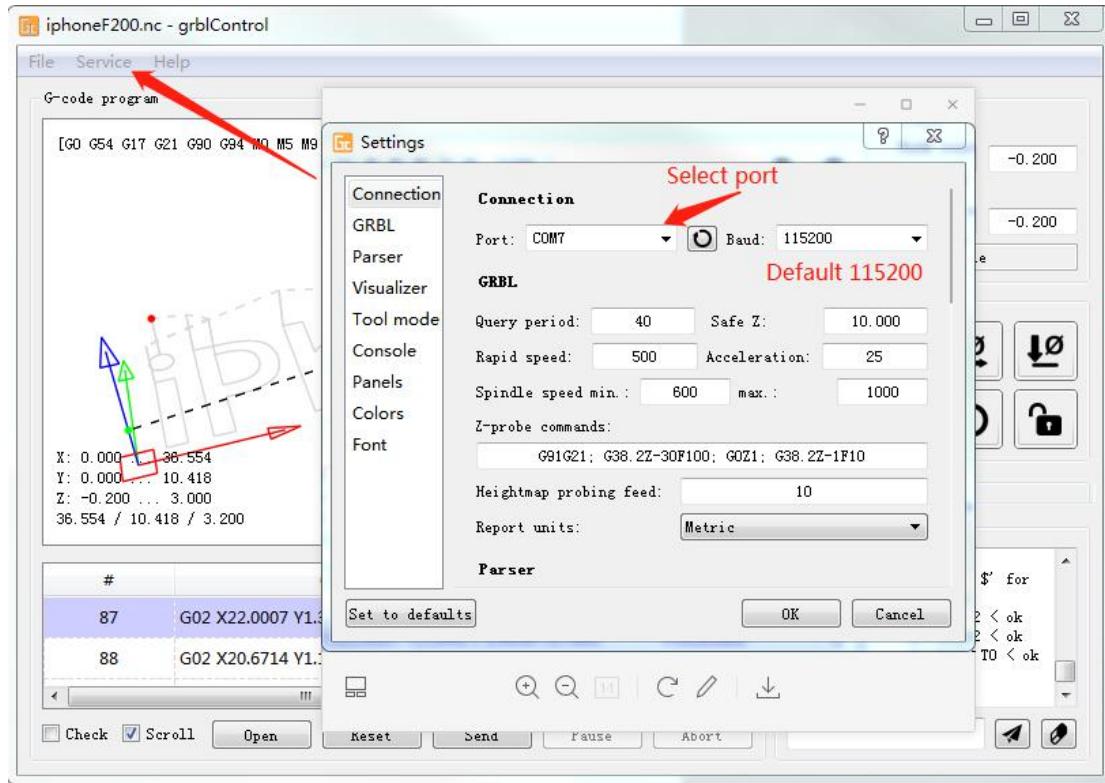 iphoneF200.nc - grblControl
File Service Help
G-code program
[G0 G54 G17 G21 G90 G94 M0 M5 M9
X: 0.000 ... 36.554
Y: 0.000 ... 10.418
Z: -0.200 ... 3.000
36.554 / 10.418 / 3.200
#
87 G02 X22.0007 Y1.
88 G02 X20.6714 Y1.
Check Scroll Open Reset Send Pause Abort
Settings
Connection
GRBL
Parser
Visualizer
Tool mode
Console
Panels
Colors
Font
Select port
Connection
Port: COM7 Baud: 115200
Default 115200
GRBL
Query period: 40 Safe Z: 10.000
Rapid speed: 500 Acceleration: 25
Spindle speed min.: 600 max.: 1000
Z-probe commands:
G91G21; G38.2Z-30F100; G0Z1; G38.2Z-1F10
Heightmap probing feed: 10
Report units: Metric
Parser
Set to defaults OK Cancel
1:1
-0.200
-0.200
$' for
< ok
< ok
T0 < ok